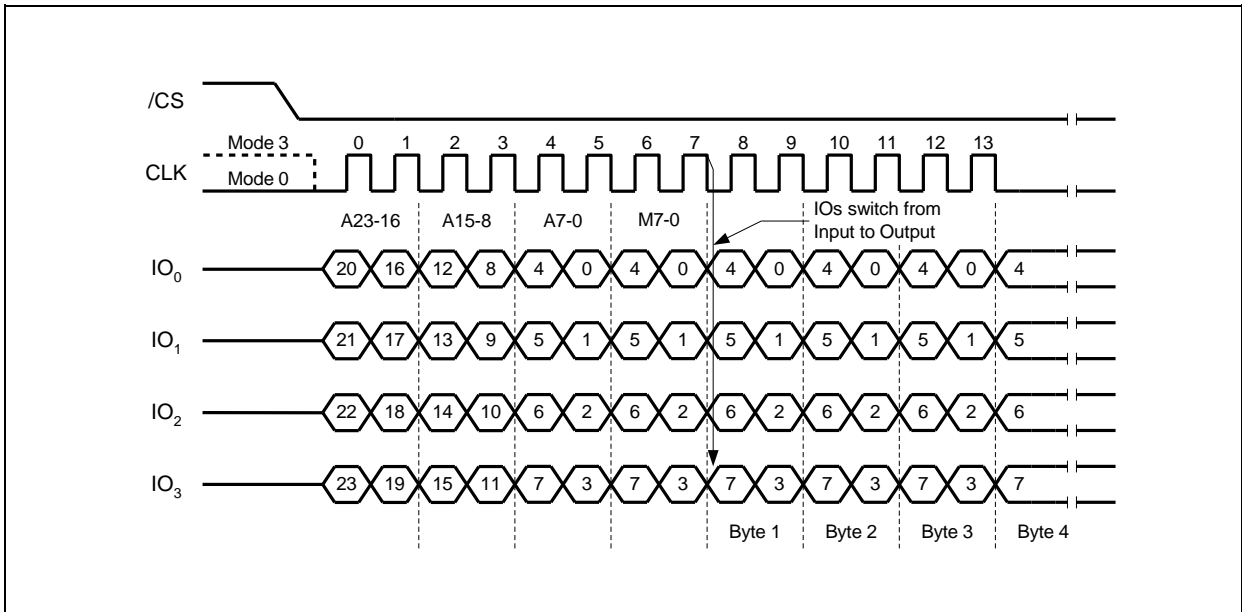 /CS
Mode 3 0 1 2 3 4 5 6 7 8 9 10 11 12 13
CLK
Mode 0
A23-16 A15-8 A7-0 M7-0
IOs switch from
Input to Output
IO0 20 16 12 8 4 0 4 0 4 0 4 0 4 0 4
IO1 21 17 13 9 5 1 5 1 5 1 5 1 5 1 5
IO2 22 18 14 10 6 2 6 2 6 2 6 2 6 2 6
IO3 23 19 15 11 7 3 7 3 7 3 7 3 7 3 7
Byte 1 Byte 2 Byte 3 Byte 4